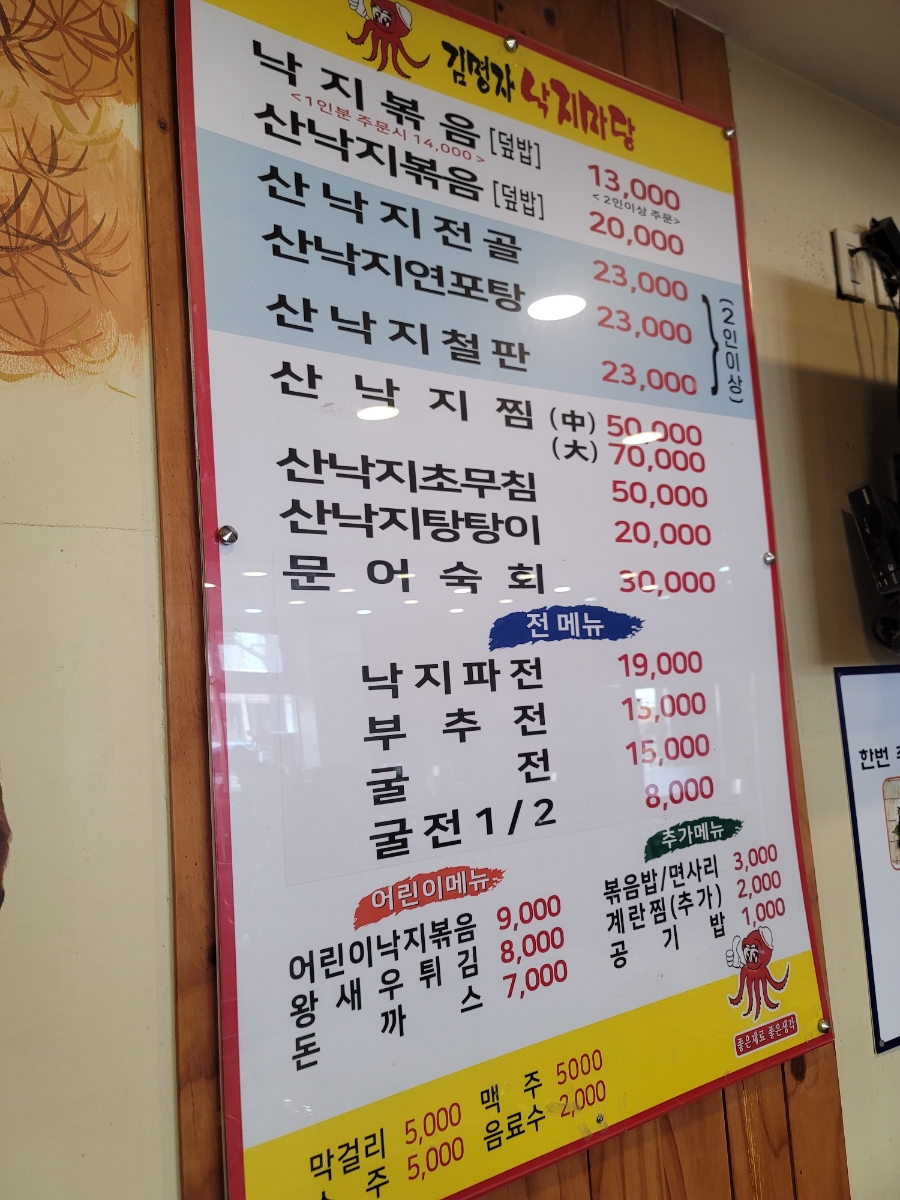 김명자 낙지마당
낙지볶음[덮밥] 13,000
<1인분 주문시 14,000> <2인이상 주문>
산낙지볶음[덮밥] 20,000
산낙지전골 23,000
산낙지연포탕 23,000
산낙지철판 23,000
(2인이상)
산낙지찜 (中) 50,000
(大) 70,000
산낙지초무침 50,000
산낙지탕탕이 20,000
문어숙회 30,000
전 메뉴
낙지파전 19,000
부추전 15,000
굴전 15,000
굴전1/2 8,000
어린이메뉴
어린이낙지볶음 9,000
왕새우튀김 8,000
돈까스 7,000
추가메뉴
볶음밥/면사리 3,000
계란찜(추가) 2,000
공기밥 1,000
좋은재료 좋은생각
막걸리 5,000 맥주 5000
주 5,000 음료수 2,000
한번